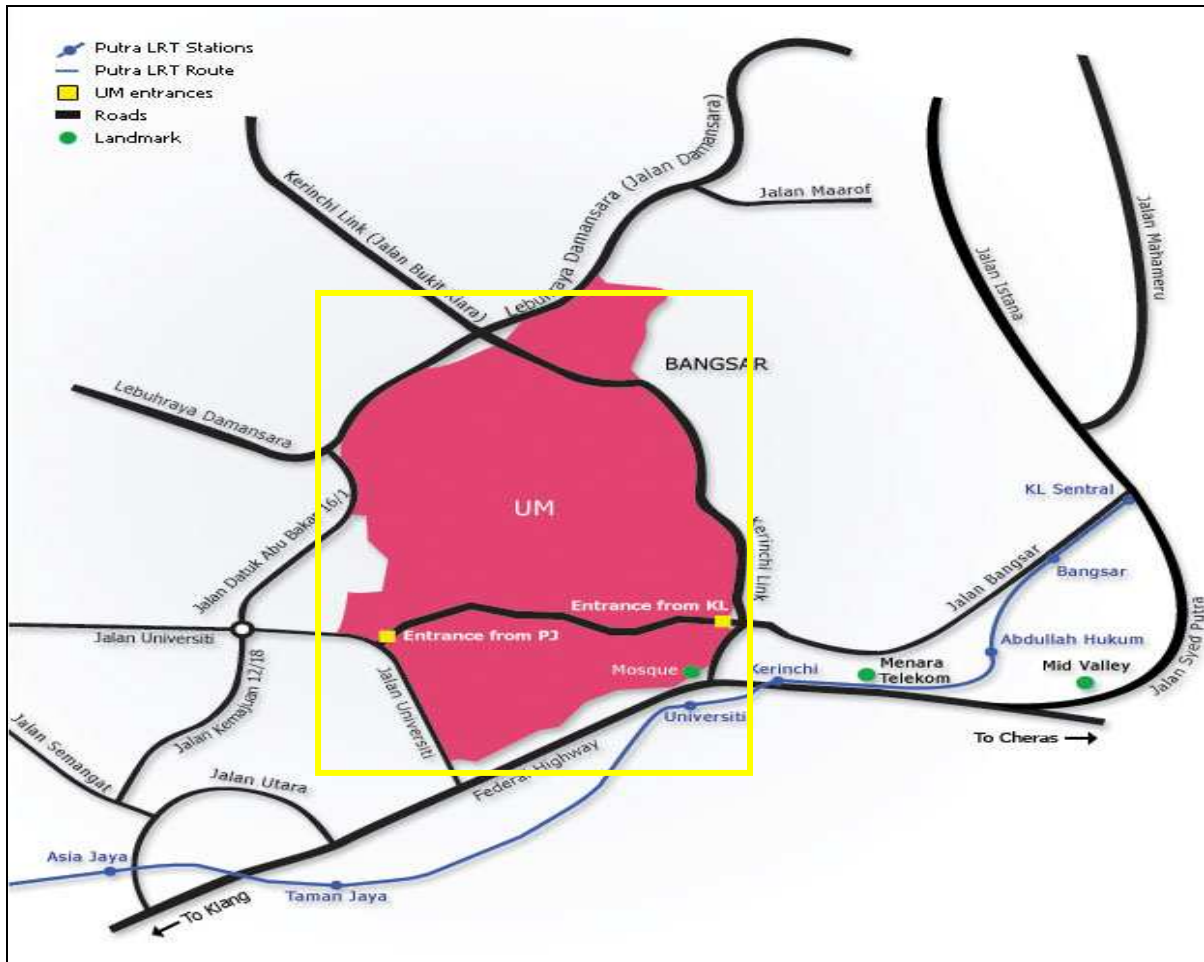 Putra LRT Stations
Putra LRT Route
UM entrances
Roads
Landmark
Kerinchi Link (Jalan Bukit Kiara)
Lebuhraya Damansara (Jalan Damansara)
Jalan Maarof
Jalan Istana
Jalan Mahameru
BANGSAR
Lebuhraya Damansara
UM
KL Sentral
Jalan Datuk Abu Bakar 16/1
Kerinchi Link
Jalan Bangsar
Bangsar
Entrance from KL
Jalan Universiti
Entrance from PJ
Abdullah Hukum
Jalan Syed Putra
Mosque
Kerinchi
Menara
Telekom
Mid Valley
Jalan Kemajuan 12/18
Jalan Universiti
Universiti
To Cheras
Jalan Semangat
Jalan Utara
Federal Highway
Asia Jaya
Taman Jaya
To Klang